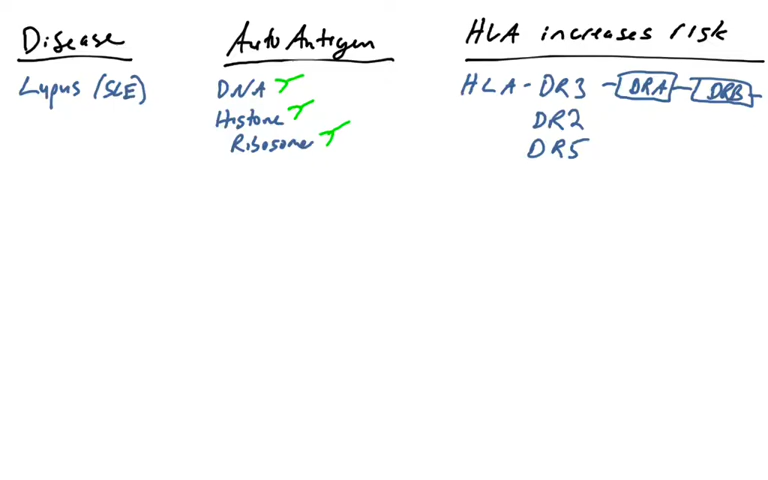 Disease AutoAntigen HLA increases risk
Lupus (SLE) DNA HLA-DR3 DRA DRB
Histone DR2
Ribosome DR5